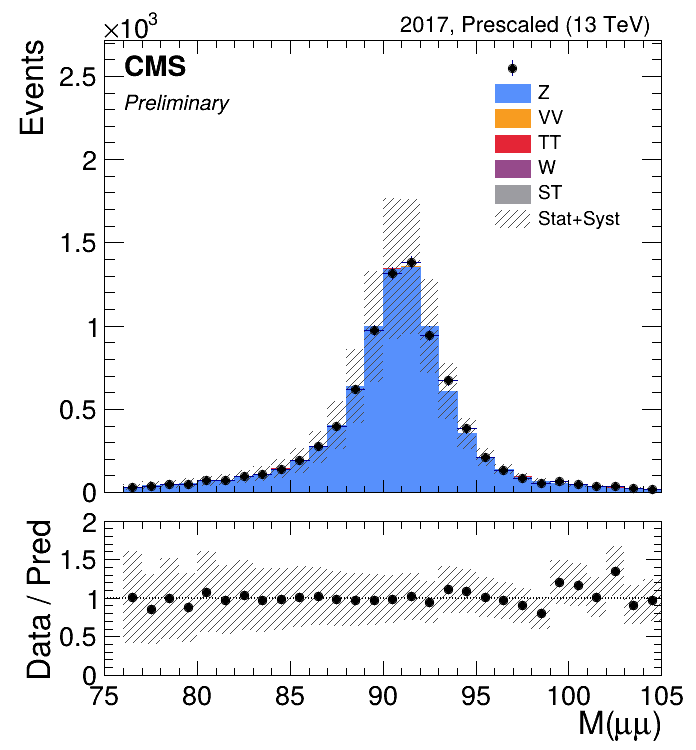 ×10³
2017, Prescaled (13 TeV)
Events
CMS
Preliminary
Z
VV
TT
W
ST
Stat+Syst
2.5
2
1.5
1
0.5
0
Data / Pred
2
1.5
1
0.5
0
75 80 85 90 95 100 105
M(μμ)